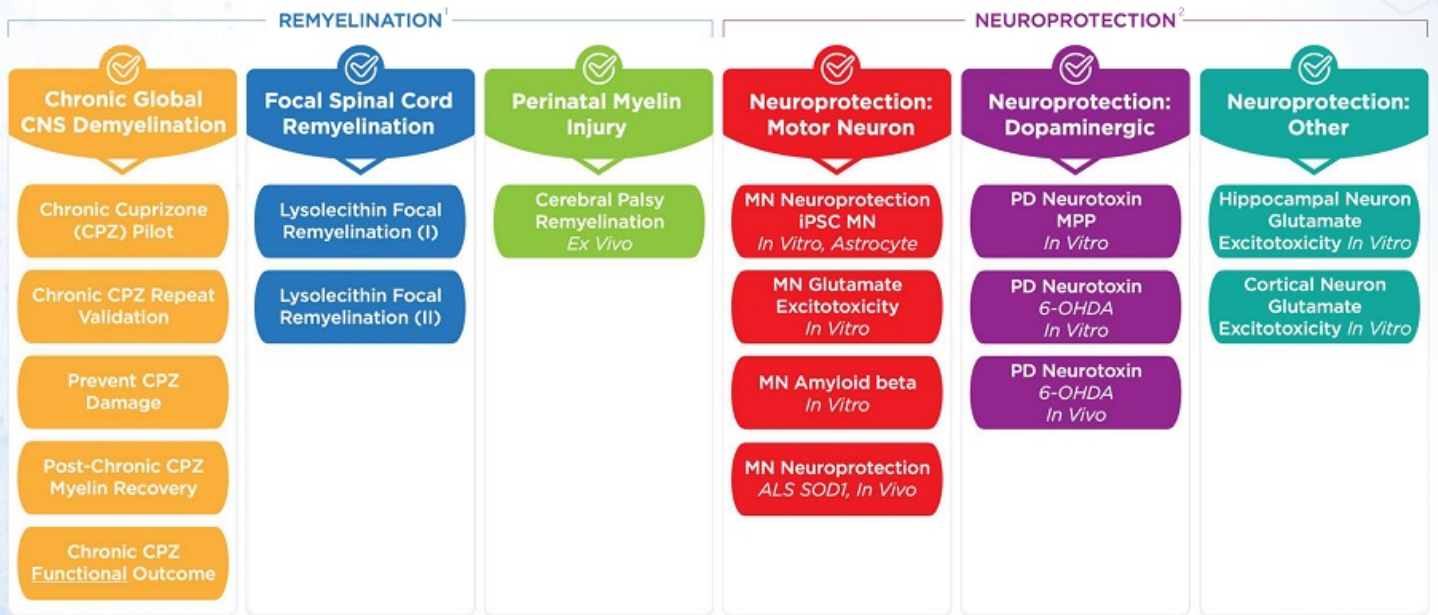 REMYELINATION¹
NEUROPROTECTION²
Chronic Global
CNS Demyelination
Chronic Cuprizone
(CPZ) Pilot
Chronic CPZ Repeat
Validation
Prevent CPZ
Damage
Post-Chronic CPZ
Myelin Recovery
Chronic CPZ
Functional Outcome
Focal Spinal Cord
Remyelination
Lysolecithin Focal
Remyelination (I)
Lysolecithin Focal
Remyelination (II)
Perinatal Myelin
Injury
Cerebral Palsy
Remyelination
Ex Vivo
Neuroprotection:
Motor Neuron
MN Neuroprotection
iPSC MN
In Vitro, Astrocyte
MN Glutamate
Excitotoxicity
In Vitro
MN Amyloid beta
In Vitro
MN Neuroprotection
ALS SOD1, In Vivo
Neuroprotection:
Dopaminergic
PD Neurotoxin
MPP
In Vitro
PD Neurotoxin
6-OHDA
In Vitro
PD Neurotoxin
6-OHDA
In Vivo
Neuroprotection:
Other
Hippocampal Neuron
Glutamate
Excitotoxicity In Vitro
Cortical Neuron
Glutamate
Excitotoxicity In Vitro